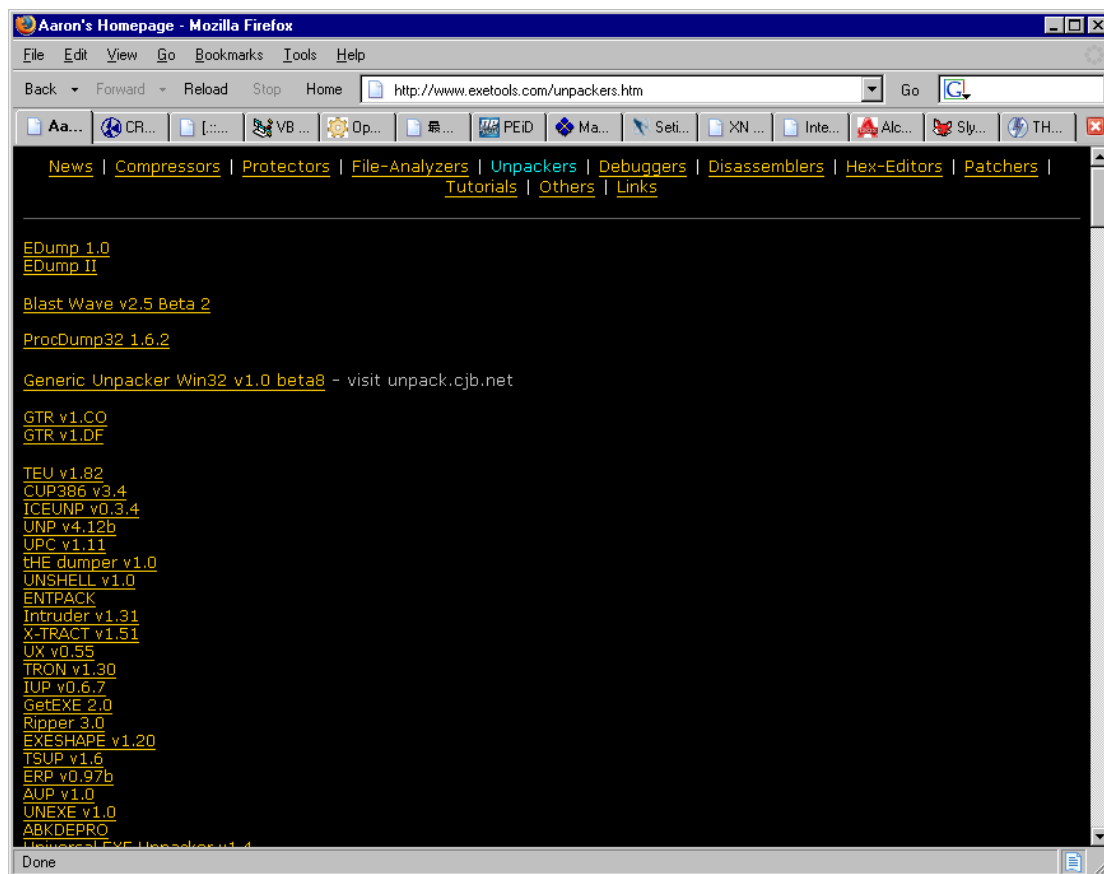 Aaron's Homepage - Mozilla Firefox
File Edit View Go Bookmarks Tools Help
Back Forward Reload Stop Home http://www.exetools.com/unpackers.htm Go G
Aa... CR... [.::... VB ... Op... 最... PEiD Ma... Seti... XN ... Inte... Alc... Sly... TH...
News | Compressors | Protectors | File-Analyzers | Unpackers | Debuggers | Disassemblers | Hex-Editors | Patchers |
Tutorials | Others | Links
EDump 1.0
EDump II
Blast Wave v2.5 Beta 2
ProcDump32 1.6.2
Generic Unpacker Win32 v1.0 beta8 - visit unpack.cjb.net
GTR v1.CO
GTR v1.DF
TEU v1.82
CUP386 v3.4
ICEUNP v0.3.4
UNP v4.12b
UPC v1.11
tHE dumper v1.0
UNSHELL v1.0
ENTPACK
Intruder v1.31
X-TRACT v1.51
UX v0.55
TRON v1.30
IUP v0.6.7
GetEXE 2.0
Ripper 3.0
EXESHAPE v1.20
TSUP v1.6
ERP v0.97b
AUP v1.0
UNEXE v1.0
ABKDEPRO
Universal EXE Unpacker v1.4
Done